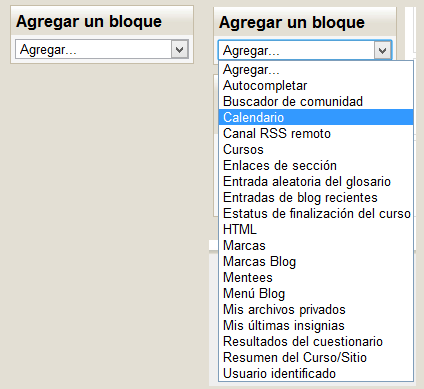 Agregar un bloque
Agregar...
Agregar un bloque
Agregar...
Agregar...
Autocompletar
Buscador de comunidad
Calendario
Canal RSS remoto
Cursos
Enlaces de sección
Entrada aleatoria del glosario
Entradas de blog recientes
Estatus de finalización del curso
HTML
Marcas
Marcas Blog
Mentees
Menú Blog
Mis archivos privados
Mis últimas insignias
Resultados del cuestionario
Resumen del Curso/Sitio
Usuario identificado